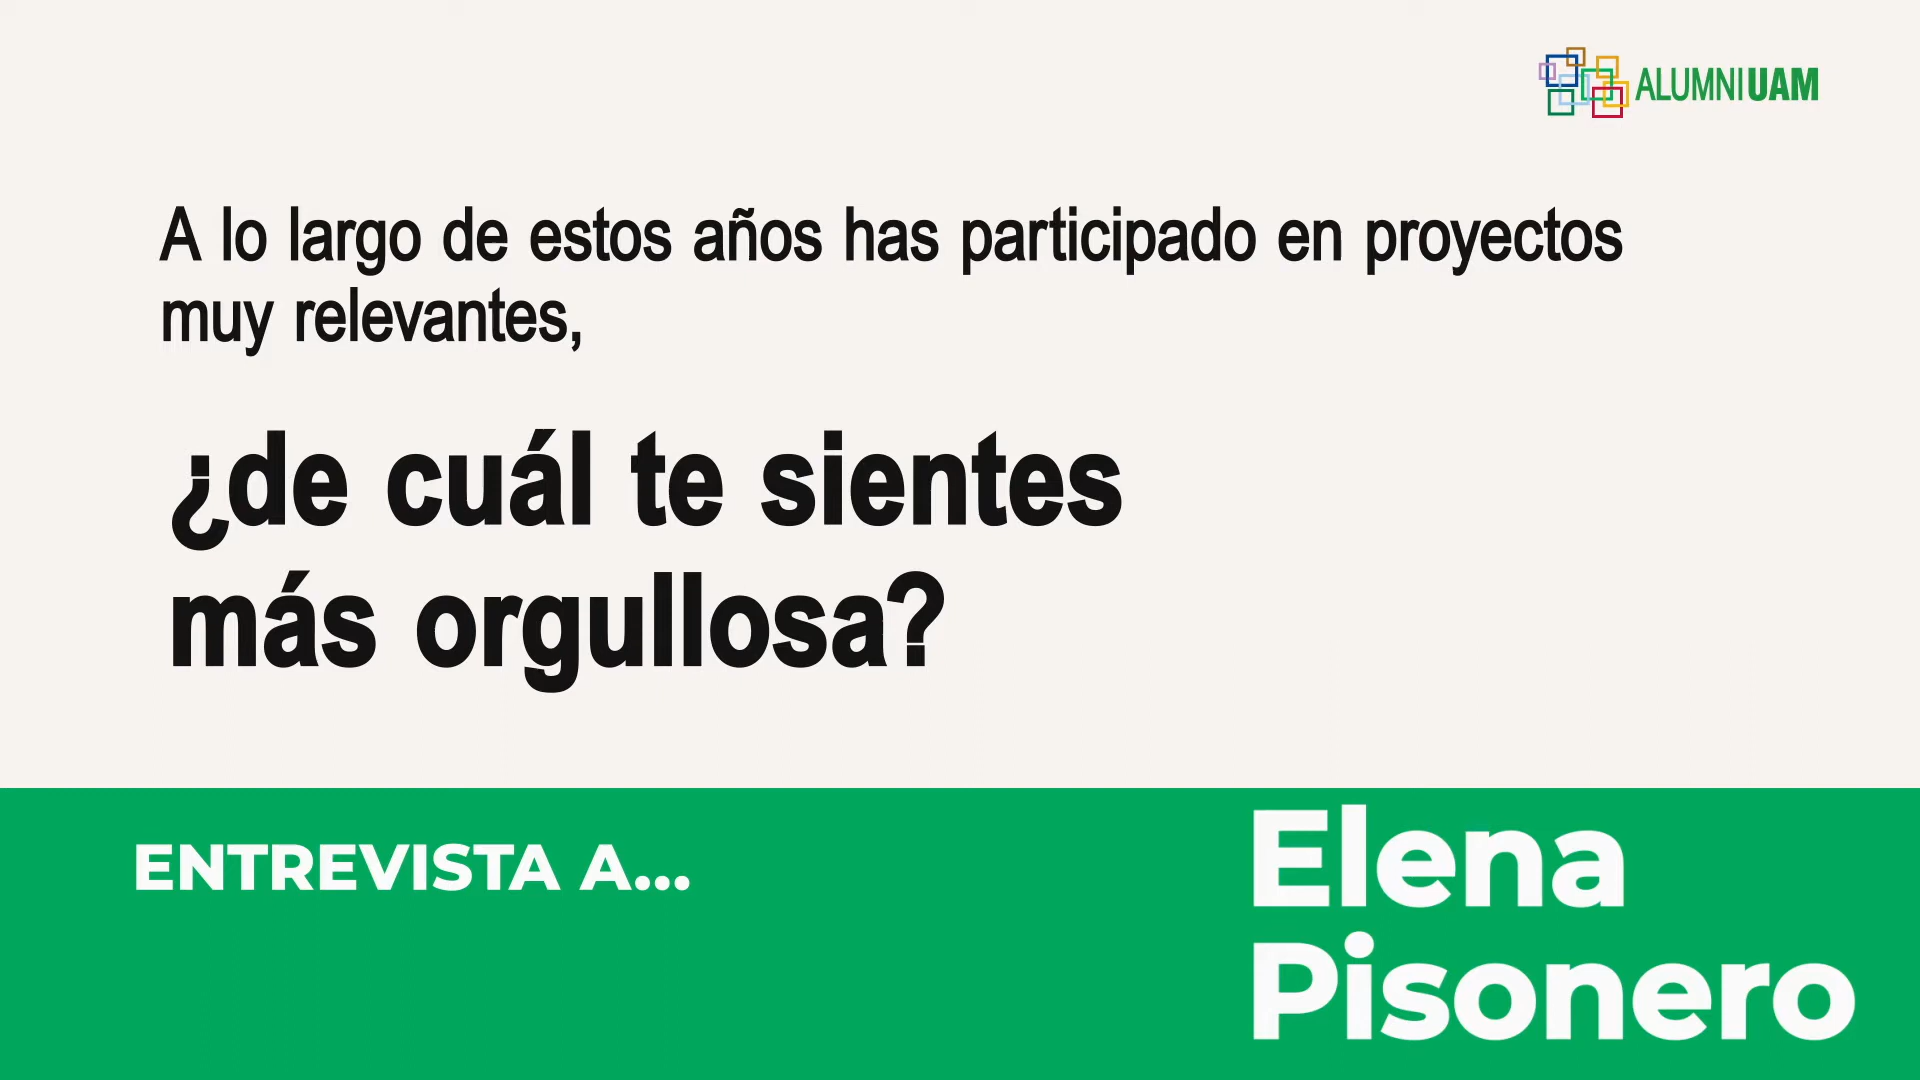 ALUMNIUAM
A lo largo de estos años has participado en proyectos
muy relevantes,
¿de cuál te sientes
más orgullosa?
ENTREVISTA A...
Elena
Pisonero